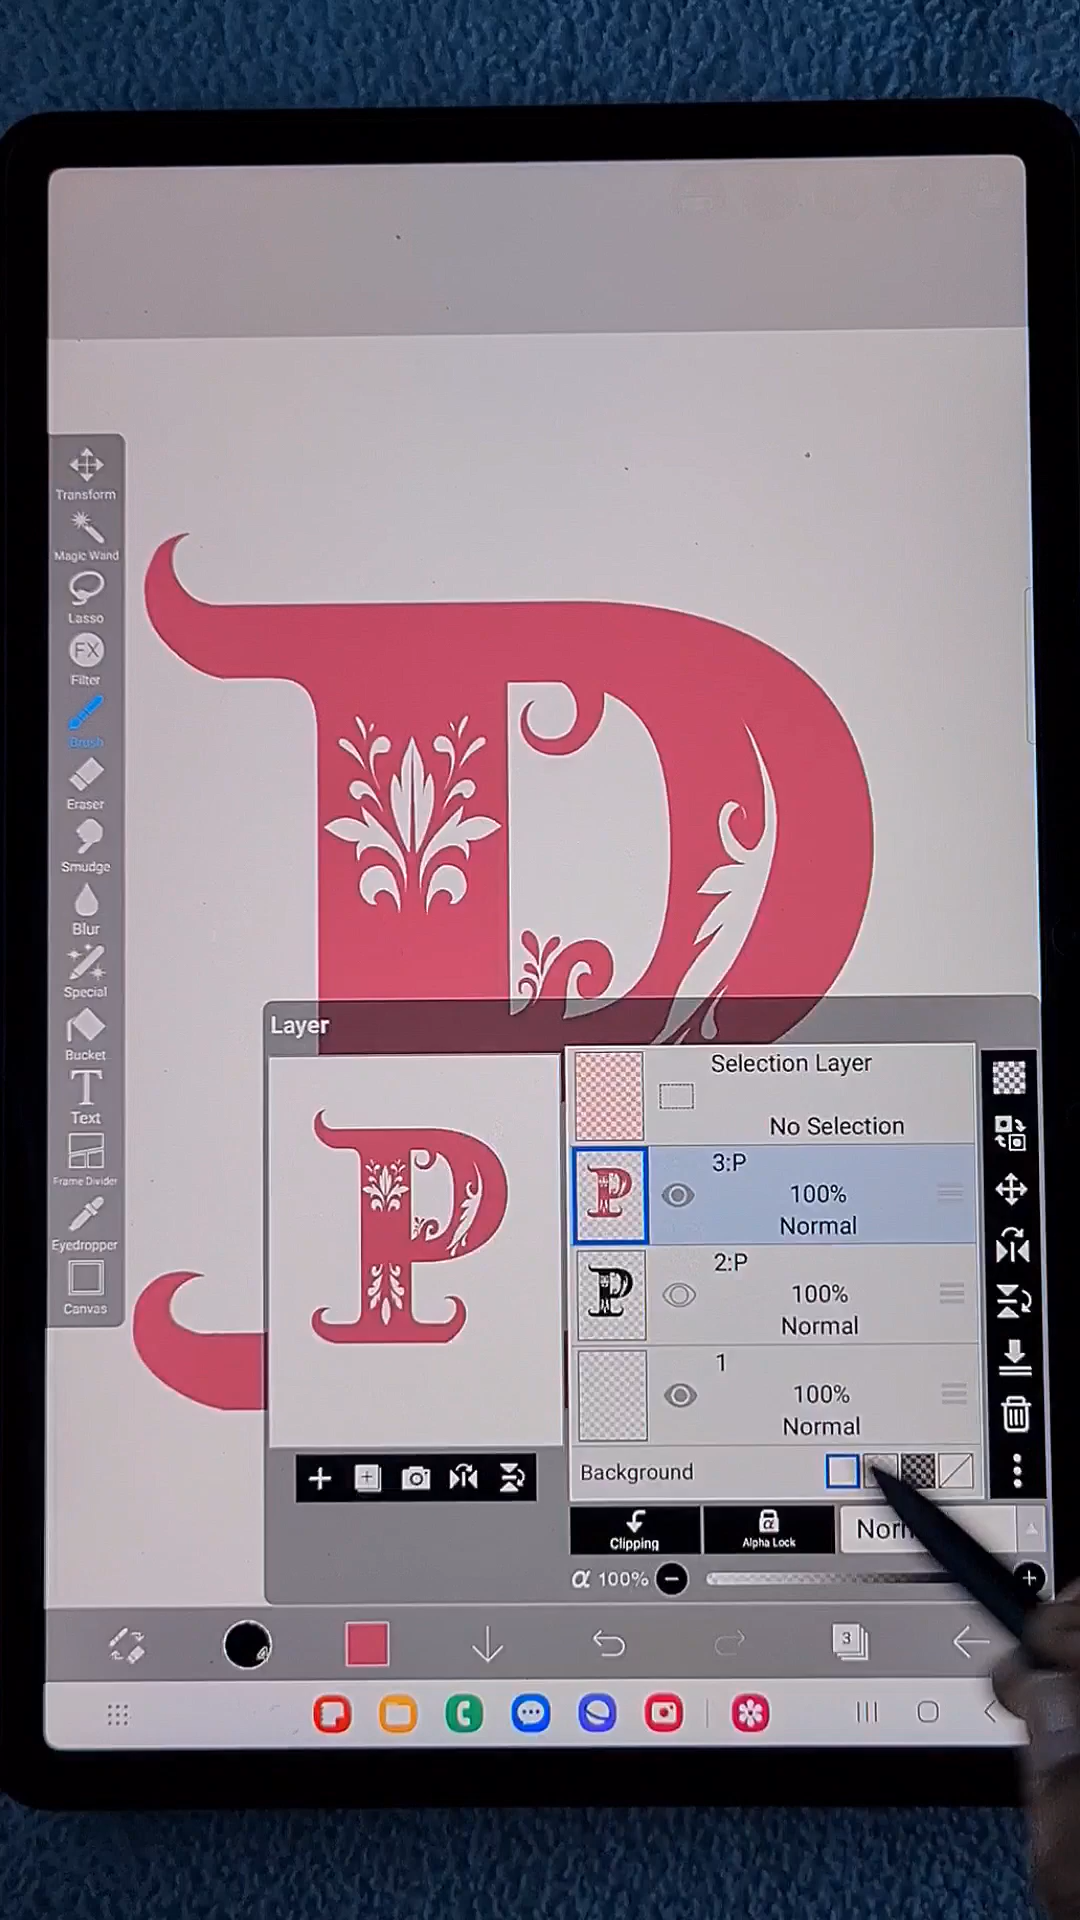 Transform
Magic Wand
Lasso
FX
Filter
Brush
Eraser
Smudge
Blur
Special
Bucket
T
Text
Frame Divider
Eyedropper
Canvas
P
Layer
P
Selection Layer
No Selection
3:P
100%
Normal
2:P
100%
Normal
1
100%
Normal
Background
Clipping
α
Alpha Lock
α 100%
3